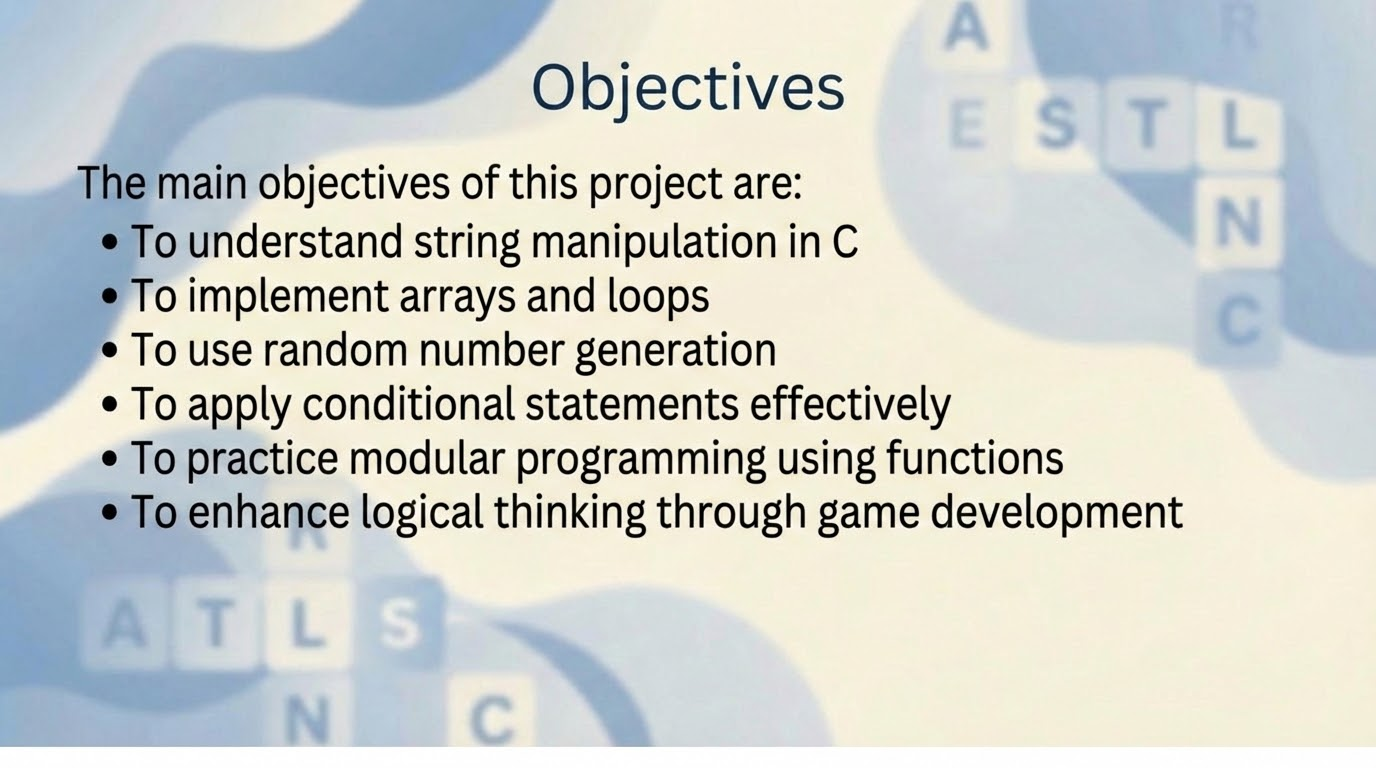 Objectives
The main objectives of this project are:
• To understand string manipulation in C
• To implement arrays and loops
• To use random number generation
• To apply conditional statements effectively
• To practice modular programming using functions
• To enhance logical thinking through game development
A R
E S T L
N
C
R
A T L S
N C